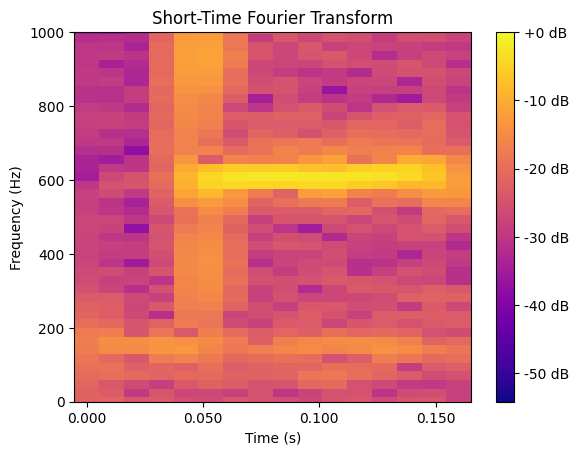 Short-Time Fourier Transform
1000
800
600
400
200
0
Frequency (Hz)
0.000
0.050
0.100
0.150
Time (s)
+0 dB
-10 dB
-20 dB
-30 dB
-40 dB
-50 dB